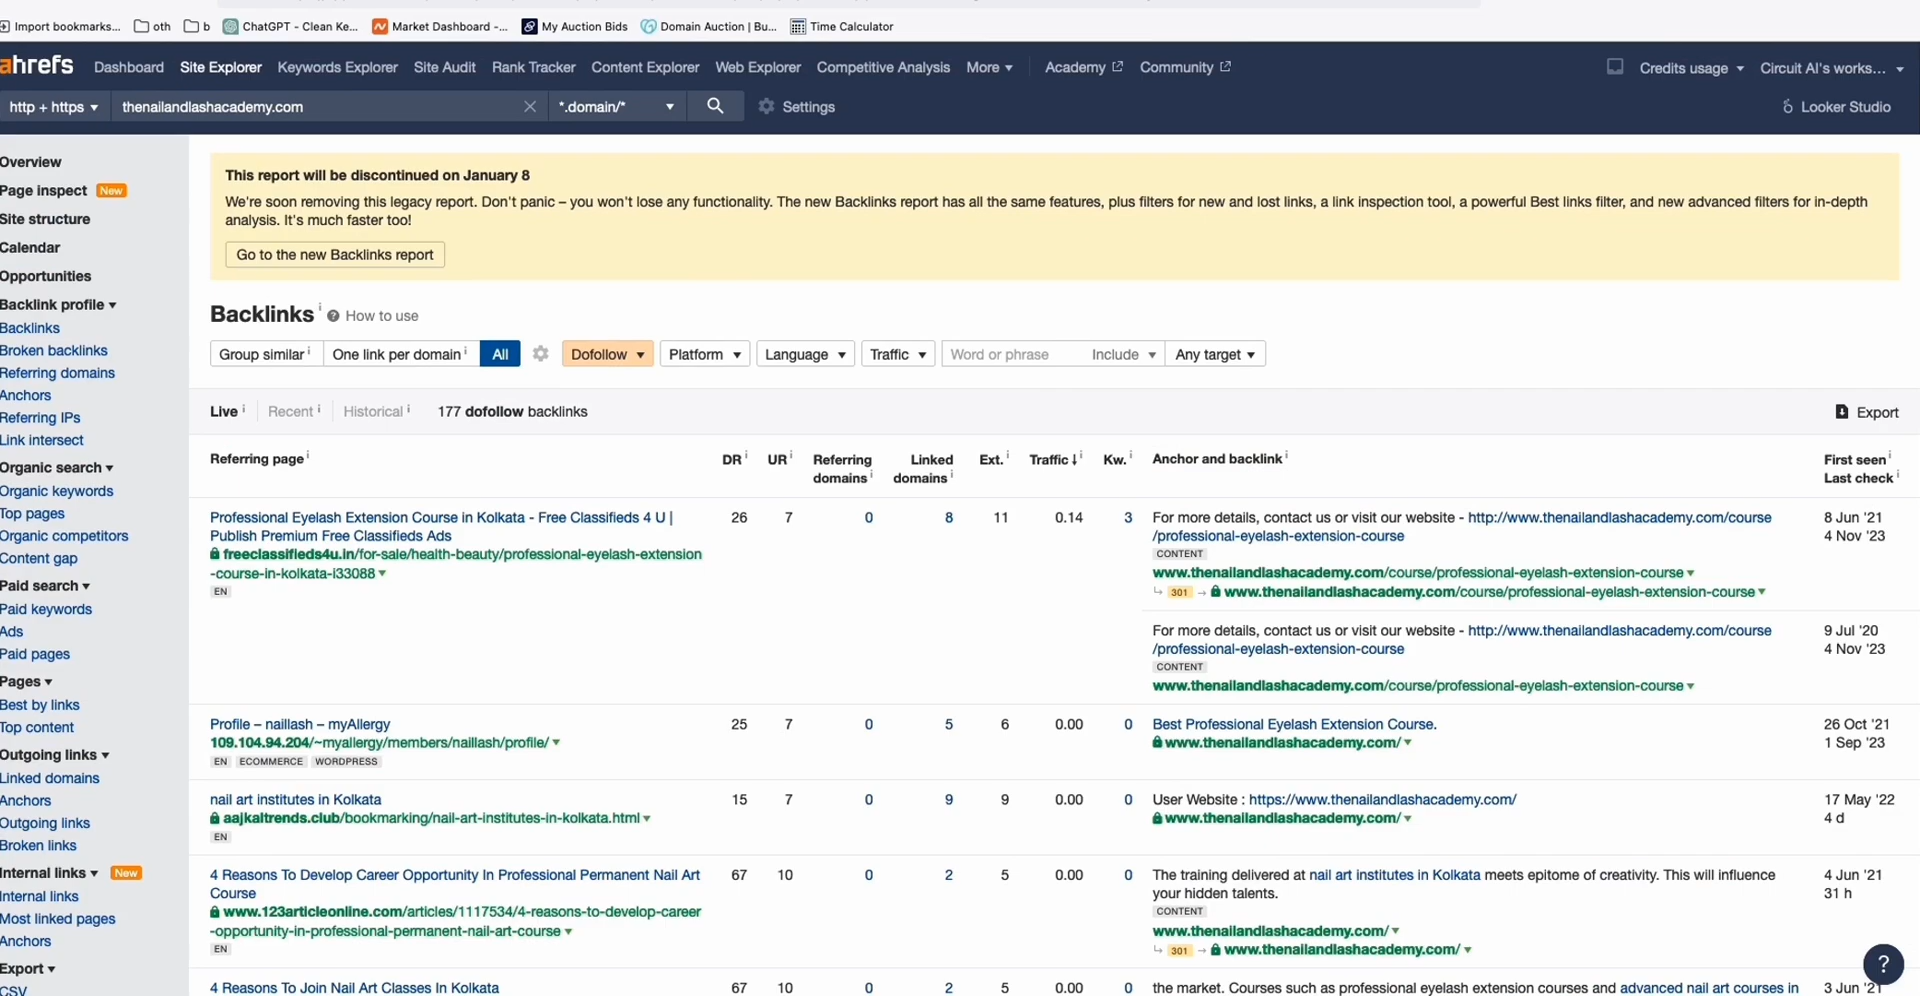 Import bookmarks... oth b ChatGPT - Clean Ke... Market Dashboard -... My Auction Bids Domain Auction | Bu... Time Calculator
ahrefs Dashboard Site Explorer Keywords Explorer Site Audit Rank Tracker Content Explorer Web Explorer Competitive Analysis More Academy Community Credits usage Circuit AI's works...
http + https thenailandlashacademy.com *.domain/* Settings Looker Studio
Overview
Page inspect New
Site structure
Calendar
Opportunities
Backlink profile
Backlinks
Broken backlinks
Referring domains
Anchors
Referring IPs
Link intersect
Organic search
Organic keywords
Top pages
Organic competitors
Content gap
Paid search
Paid keywords
Ads
Paid pages
Pages
Best by links
Top content
Outgoing links
Linked domains
Anchors
Outgoing links
Broken links
Internal links New
Internal links
Most linked pages
Anchors
Export
CSV
This report will be discontinued on January 8
We're soon removing this legacy report. Don't panic – you won't lose any functionality. The new Backlinks report has all the same features, plus filters for new and lost links, a link inspection tool, a powerful Best links filter, and new advanced filters for in-depth
analysis. It's much faster too!
Go to the new Backlinks report
Backlinks i ? How to use
Group similar i One link per domain i All Dofollow Platform Language Traffic Word or phrase Include Any target
Live i Recent i Historical i 177 dofollow backlinks Export
Referring page i DR i UR i Referring domains i Linked domains i Ext. i Traffic ↓ i Kw. i Anchor and backlink i First seen i Last check i
Professional Eyelash Extension Course in Kolkata - Free Classifieds 4 U | 26 7 0 8 11 0.14 3 For more details, contact us or visit our website - http://www.thenailandlashacademy.com/course 8 Jun '21
Publish Premium Free Classifieds Ads /professional-eyelash-extension-course 4 Nov '23
freeclassifieds4u.in/for-sale/health-beauty/professional-eyelash-extension CONTENT
-course-in-kolkata-i33088 www.thenailandlashacademy.com/course/professional-eyelash-extension-course
EN 301 → www.thenailandlashacademy.com/course/professional-eyelash-extension-course
For more details, contact us or visit our website - http://www.thenailandlashacademy.com/course 9 Jul '20
/professional-eyelash-extension-course 4 Nov '23
CONTENT
www.thenailandlashacademy.com/course/professional-eyelash-extension-course
Profile – naillash – myAllergy 25 7 0 5 6 0.00 0 Best Professional Eyelash Extension Course. 26 Oct '21
109.104.94.204/~myallergy/members/naillash/profile/ www.thenailandlashacademy.com/ 1 Sep '23
EN ECOMMERCE WORDPRESS
nail art institutes in Kolkata 15 7 0 9 9 0.00 0 User Website : https://www.thenailandlashacademy.com/ 17 May '22
aajkaltrends.club/bookmarking/nail-art-institutes-in-kolkata.html www.thenailandlashacademy.com/ 4 d
EN
4 Reasons To Develop Career Opportunity In Professional Permanent Nail Art 67 10 0 2 5 0.00 0 The training delivered at nail art institutes in Kolkata meets epitome of creativity. This will influence 4 Jun '21
Course your hidden talents. 31 h
www.123articleonline.com/articles/1117534/4-reasons-to-develop-career CONTENT
-opportunity-in-professional-permanent-nail-art-course www.thenailandlashacademy.com/
EN 301 → www.thenailandlashacademy.com/
4 Reasons To Join Nail Art Classes In Kolkata 67 10 0 2 5 0.00 0 the market. Courses such as professional eyelash extension courses and advanced nail art courses in 3 Jun '21
?